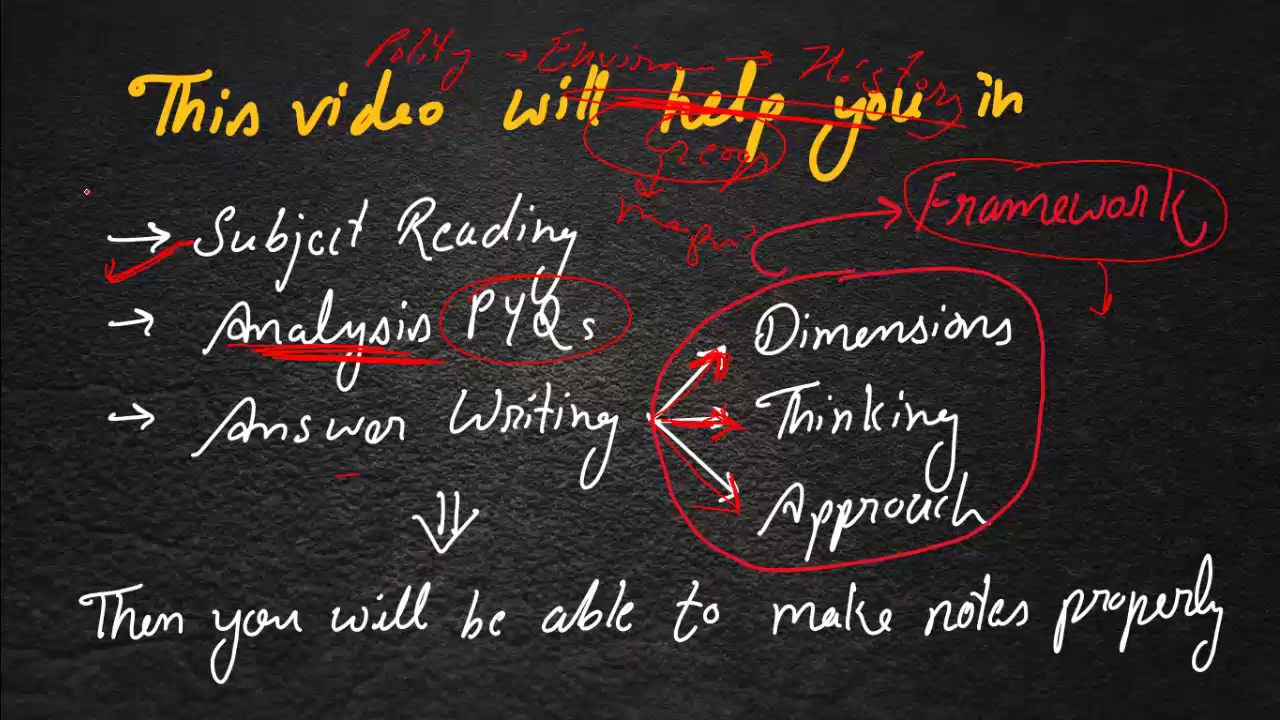 Polity → Environ → History
This video will help you in
Geog
Framework
→ Subject Reading
→ Analysis PYQs
Dimensions
→ Answer Writing
Thinking
Approach
Then you will be able to make notes properly